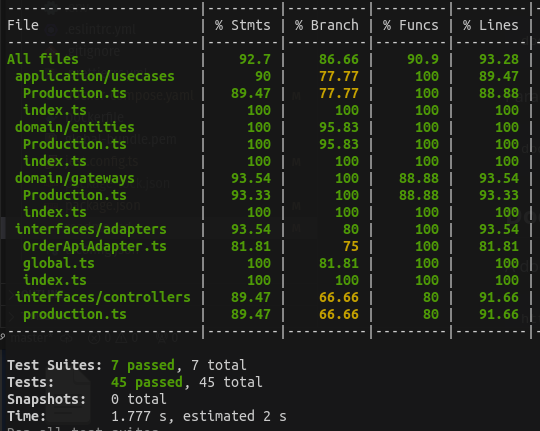 File | % Stmts | % Branch | % Funcs | % Lines
All files | 92.7 | 86.66 | 90.9 | 93.28
application/usecases | 90 | 77.77 | 100 | 89.47
Production.ts | 89.47 | 77.77 | 100 | 88.88
index.ts | 100 | 100 | 100 | 100
domain/entities | 100 | 95.83 | 100 | 100
Production.ts | 100 | 95.83 | 100 | 100
index.ts | 100 | 100 | 100 | 100
domain/gateways | 93.54 | 100 | 88.88 | 93.54
Production.ts | 93.33 | 100 | 88.88 | 93.33
index.ts | 100 | 100 | 100 | 100
interfaces/adapters | 93.54 | 80 | 100 | 93.54
OrderApiAdapter.ts | 81.81 | 75 | 100 | 81.81
global.ts | 100 | 81.81 | 100 | 100
index.ts | 100 | 100 | 100 | 100
interfaces/controllers | 89.47 | 66.66 | 80 | 91.66
production.ts | 89.47 | 66.66 | 80 | 91.66
Test Suites: 7 passed, 7 total
Tests: 45 passed, 45 total
Snapshots: 0 total
Time: 1.777 s, estimated 2 s